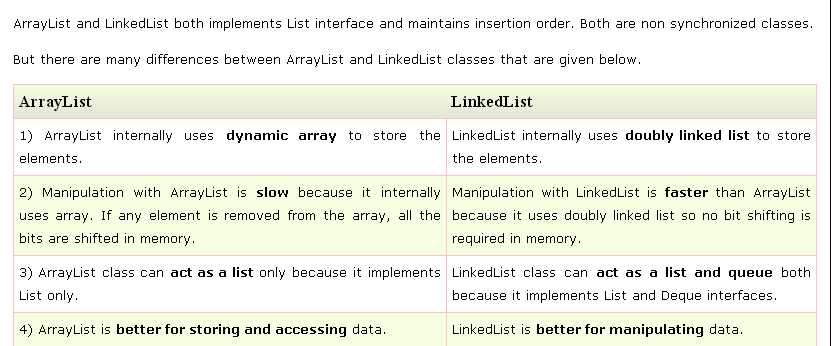 ArrayList and LinkedList both implements List interface and maintains insertion order. Both are non synchronized classes.
But there are many differences between ArrayList and LinkedList classes that are given below.
ArrayList
LinkedList
1) ArrayList internally uses dynamic array to store the
elements.
LinkedList internally uses doubly linked list to store
the elements.
2) Manipulation with ArrayList is slow because it internally
uses array. If any element is removed from the array, all the
bits are shifted in memory.
Manipulation with LinkedList is faster than ArrayList
because it uses doubly linked list so no bit shifting is
required in memory.
3) ArrayList class can act as a list only because it implements
List only.
LinkedList class can act as a list and queue both
because it implements List and Deque interfaces.
4) ArrayList is better for storing and accessing data.
LinkedList is better for manipulating data.